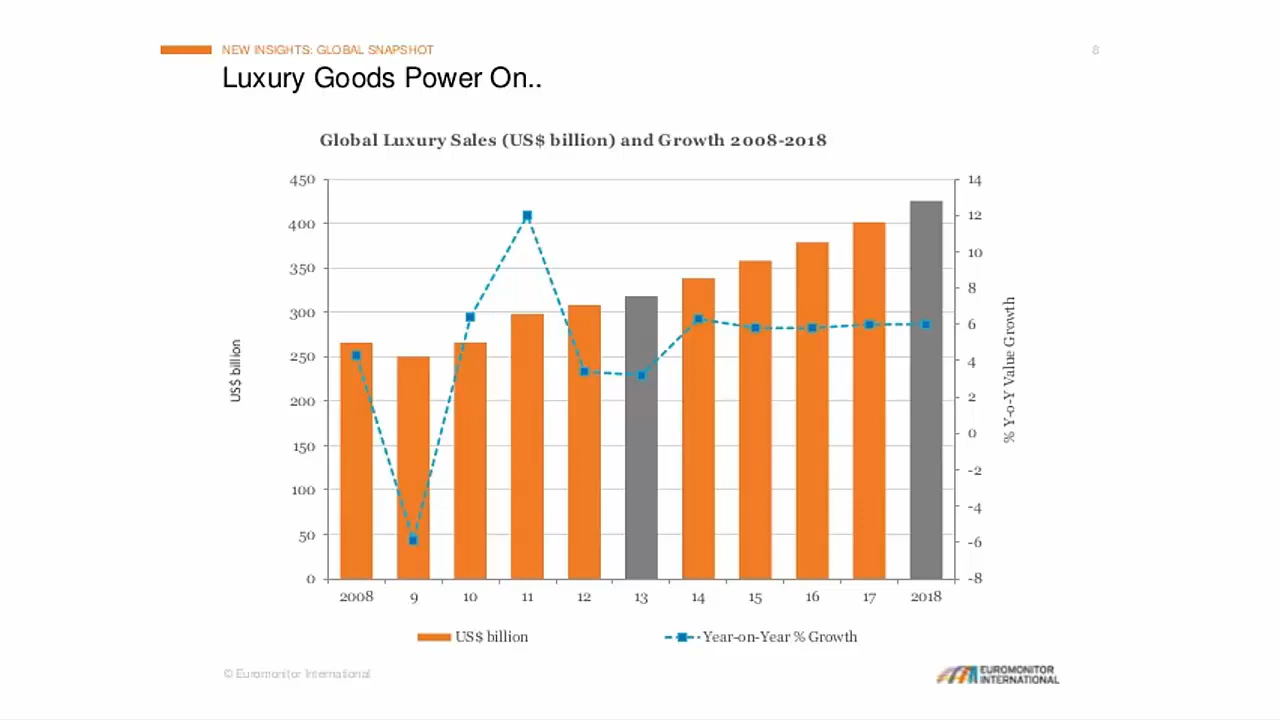 NEW INSIGHTS: GLOBAL SNAPSHOT
8
Luxury Goods Power On..
Global Luxury Sales (US$ billion) and Growth 2008-2018
450
400
350
300
250
200
150
100
50
0
US$ billion
14
12
10
8
6
4
2
0
-2
-4
-6
-8
% Y-o-Y Value Growth
2008 9 10 11 12 13 14 15 16 17 2018
US$ billion
Year-on-Year % Growth
© Euromonitor International
EUROMONITOR
INTERNATIONAL